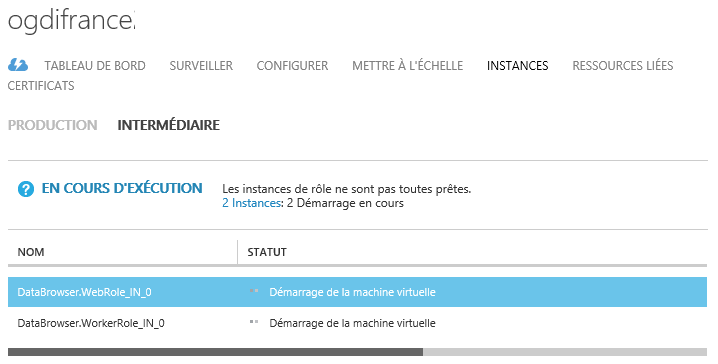 ogdifrance
TABLEAU DE BORD SURVEILLER CONFIGURER METTRE À L'ÉCHELLE INSTANCES RESSOURCES LIÉES
CERTIFICATS
PRODUCTION INTERMÉDIAIRE
? EN COURS D'EXÉCUTION Les instances de rôle ne sont pas toutes prêtes.
2 Instances: 2 Démarrage en cours
NOM STATUT
DataBrowser.WebRole_IN_0 Démarrage de la machine virtuelle
DataBrowser.WorkerRole_IN_0 Démarrage de la machine virtuelle